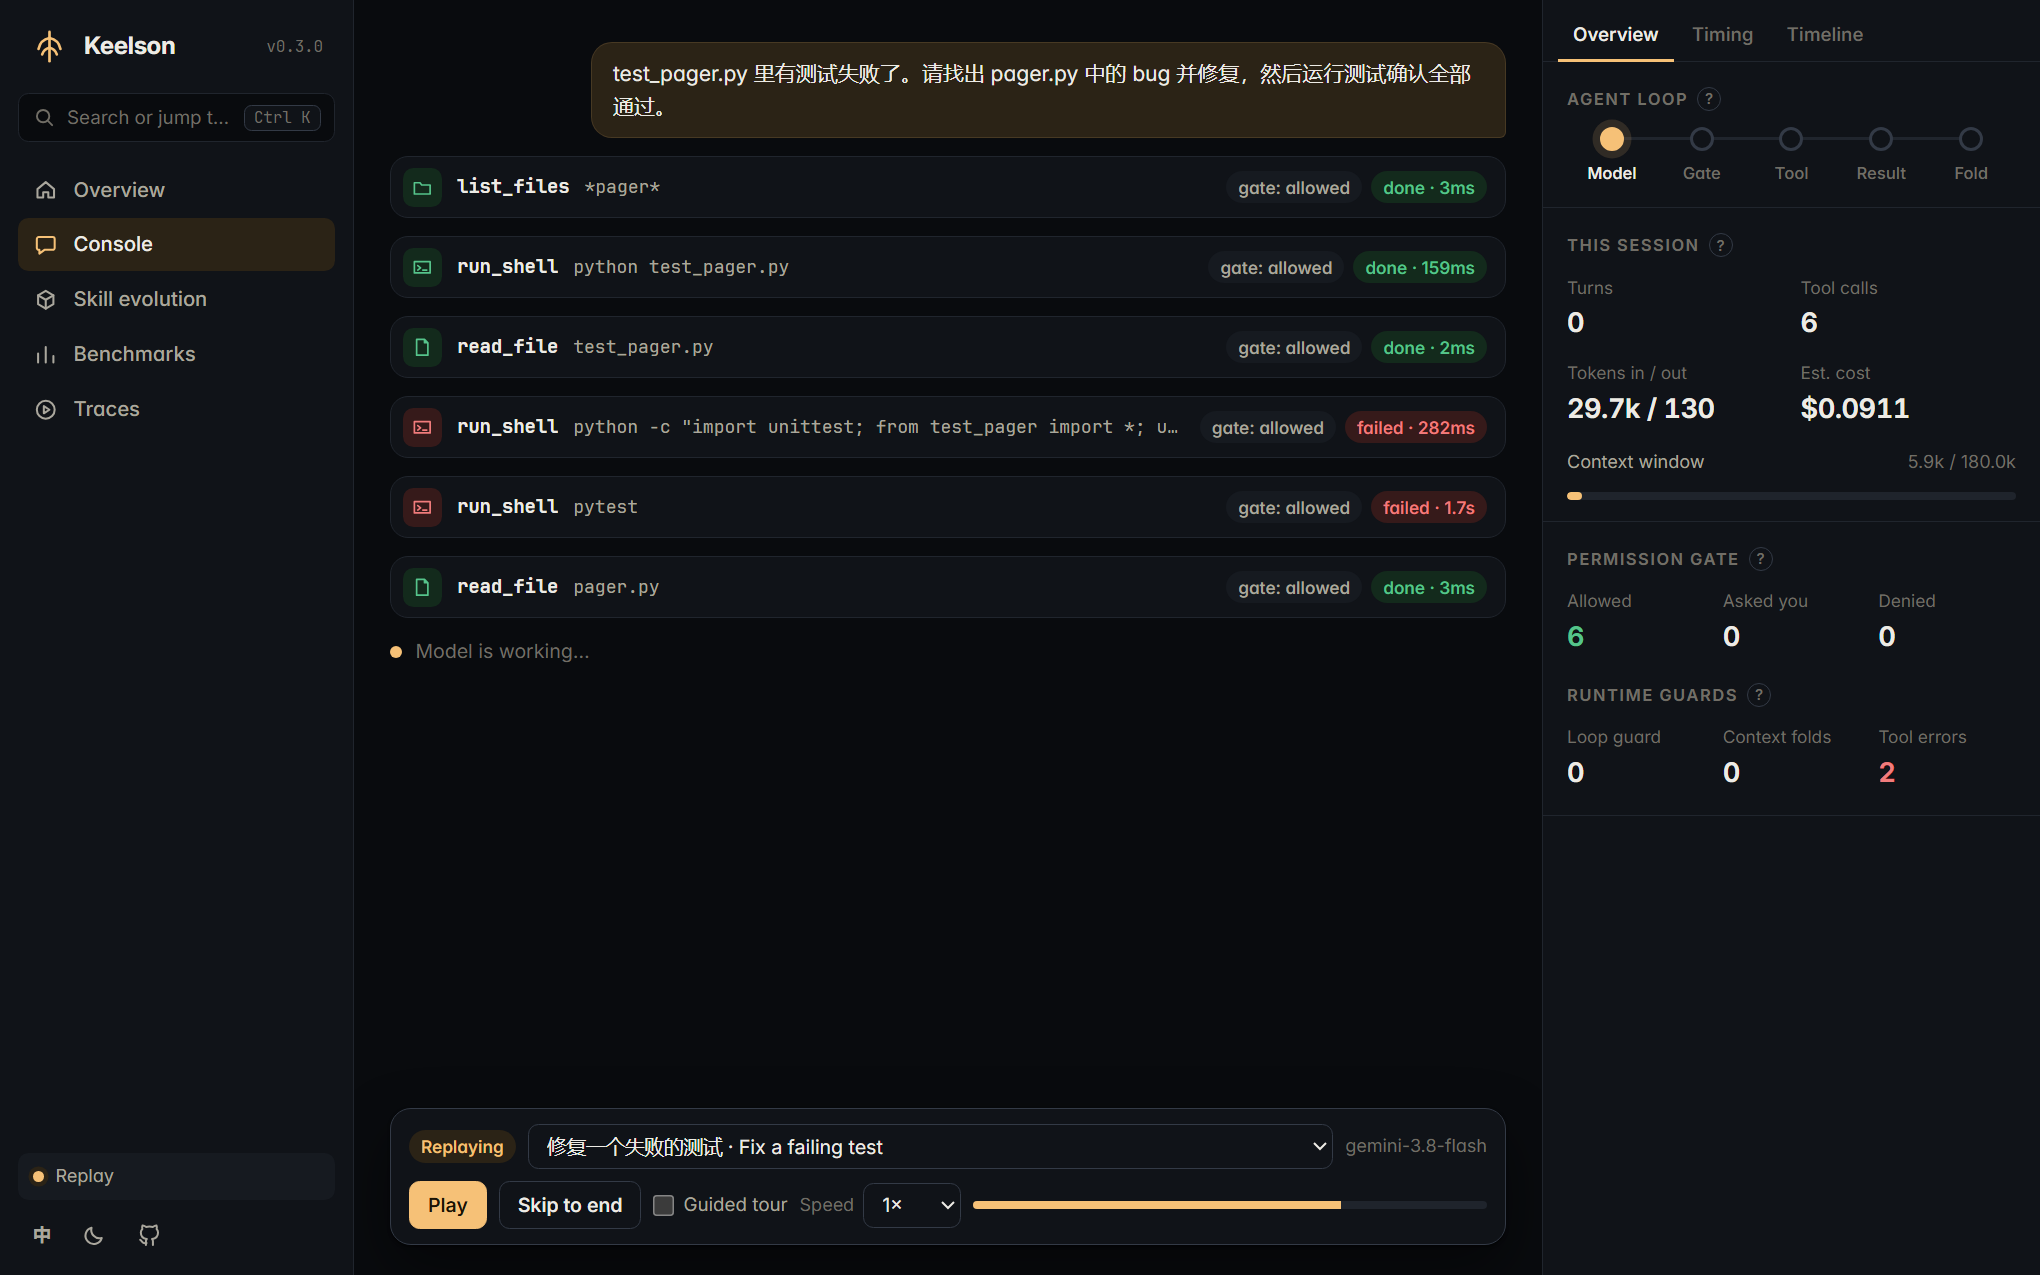 Keelson
v0.3.0
Search or jump t...
Ctrl K
Overview
Console
Skill evolution
Benchmarks
Traces
Replay
中
test_pager.py 里有测试失败了。请找出 pager.py 中的 bug 并修复，然后运行测试确认全部
通过。
list_files *pager* gate: allowed done · 3ms
run_shell python test_pager.py gate: allowed done · 159ms
read_file test_pager.py gate: allowed done · 2ms
run_shell python -c "import unittest; from test_pager import *; u… gate: allowed failed · 282ms
run_shell pytest gate: allowed failed · 1.7s
read_file pager.py gate: allowed done · 3ms
Model is working...
Replaying 修复一个失败的测试 · Fix a failing test gemini-3.8-flash
Play Skip to end Guided tour Speed 1×
Overview Timing Timeline
AGENT LOOP ?
Model Gate Tool Result Fold
THIS SESSION ?
Turns Tool calls
0 6
Tokens in / out Est. cost
29.7k / 130 $0.0911
Context window 5.9k / 180.0k
PERMISSION GATE ?
Allowed Asked you Denied
6 0 0
RUNTIME GUARDS ?
Loop guard Context folds Tool errors
0 0 2